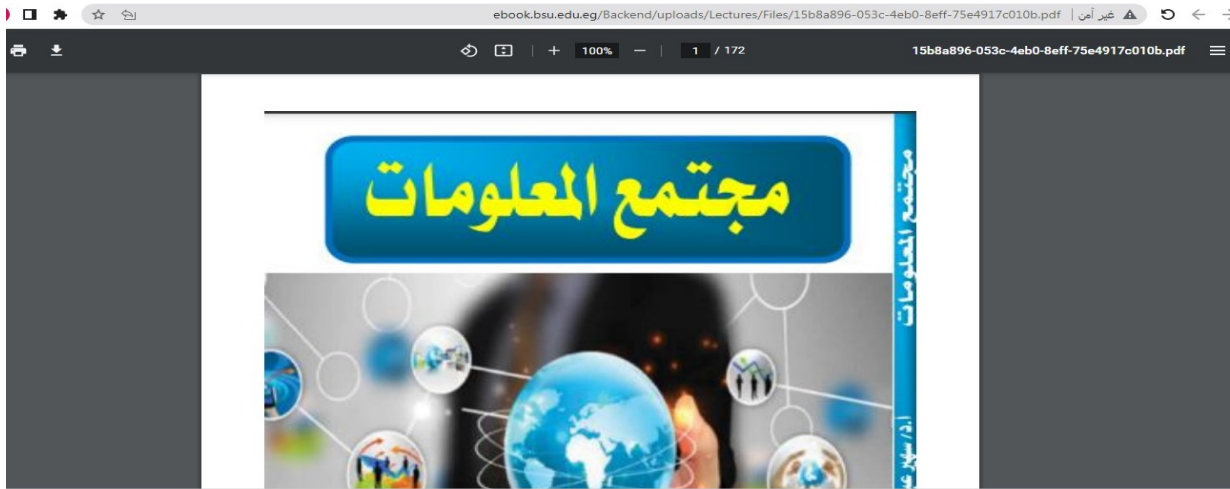 ebook.bsu.edu.eg/Backend/uploads/Lectures/Files/15b8a896-053c-4eb0-8eff-75e4917c010b.pdf | غير آمن
15b8a896-053c-4eb0-8eff-75e4917c010b.pdf
1 / 172 | − 100% + |
مجتمع المعلومات
مجتمع المعلومات
أ.د/ سهير